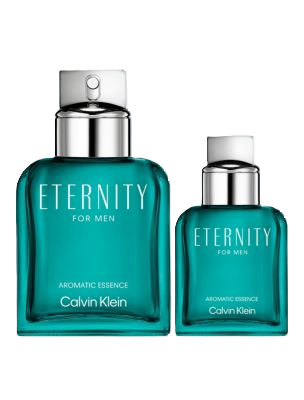 ETERNITY
FOR MEN
AROMATIC ESSENCE
Calvin Klein
ETERNITY
FOR MEN
AROMATIC ESSENCE
Calvin Klein